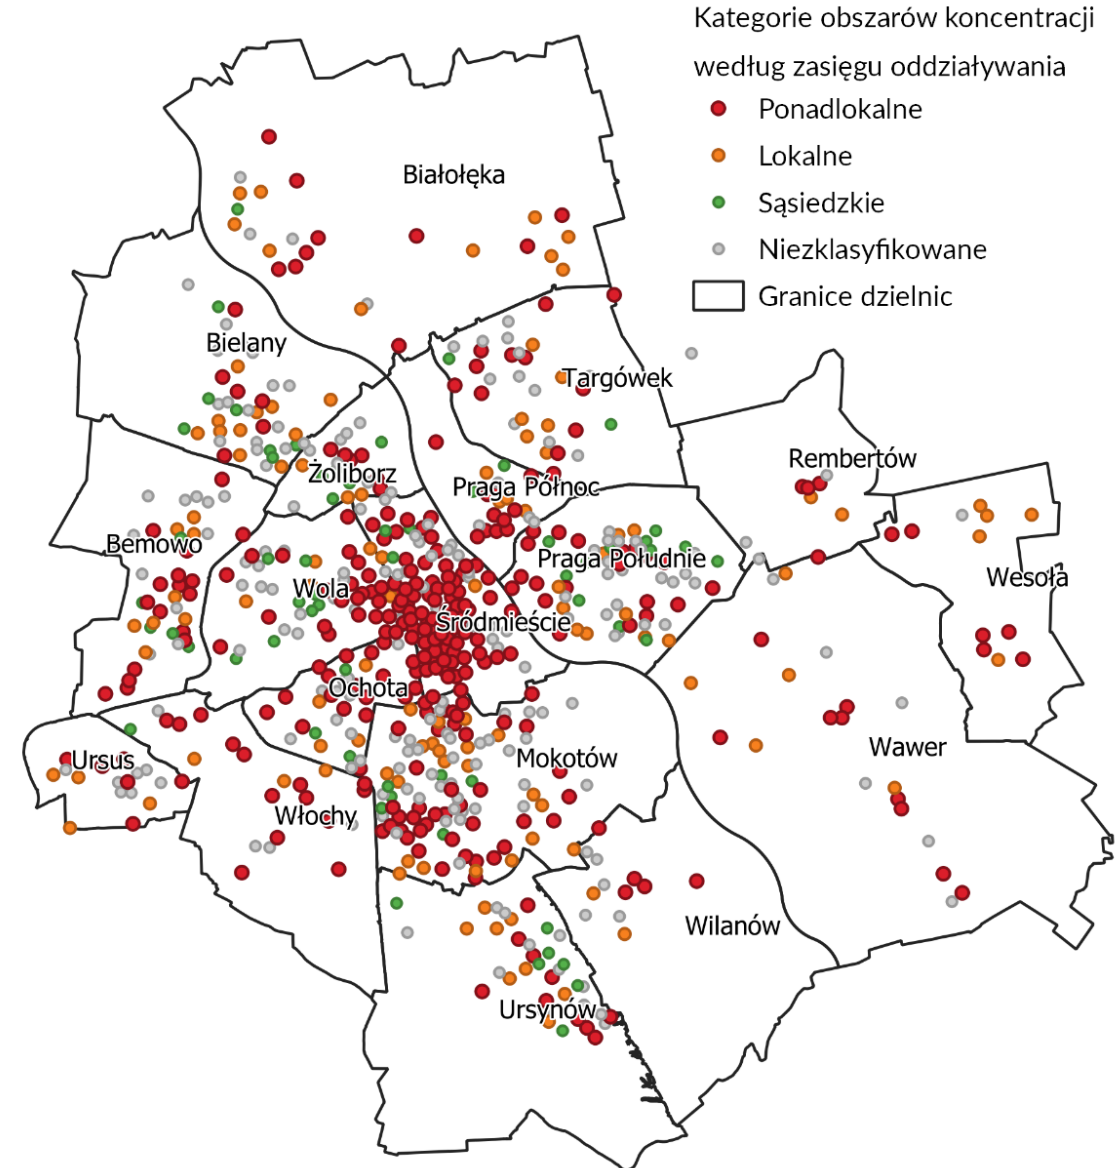 Kategorie obszarów koncentracji
według zasięgu oddziaływania
Ponadlokalne
Lokalne
Sąsiedzkie
Niezklasyfikowane
Granice dzielnic
Białołęka
Bielany
Targówek
Rembertów
Żoliborz
Praga Północ
Bemowo
Praga Południe
Wesoła
Wola
Śródmieście
Ochota
Wawer
Ursus
Mokotów
Włochy
Wilanów
Ursynów